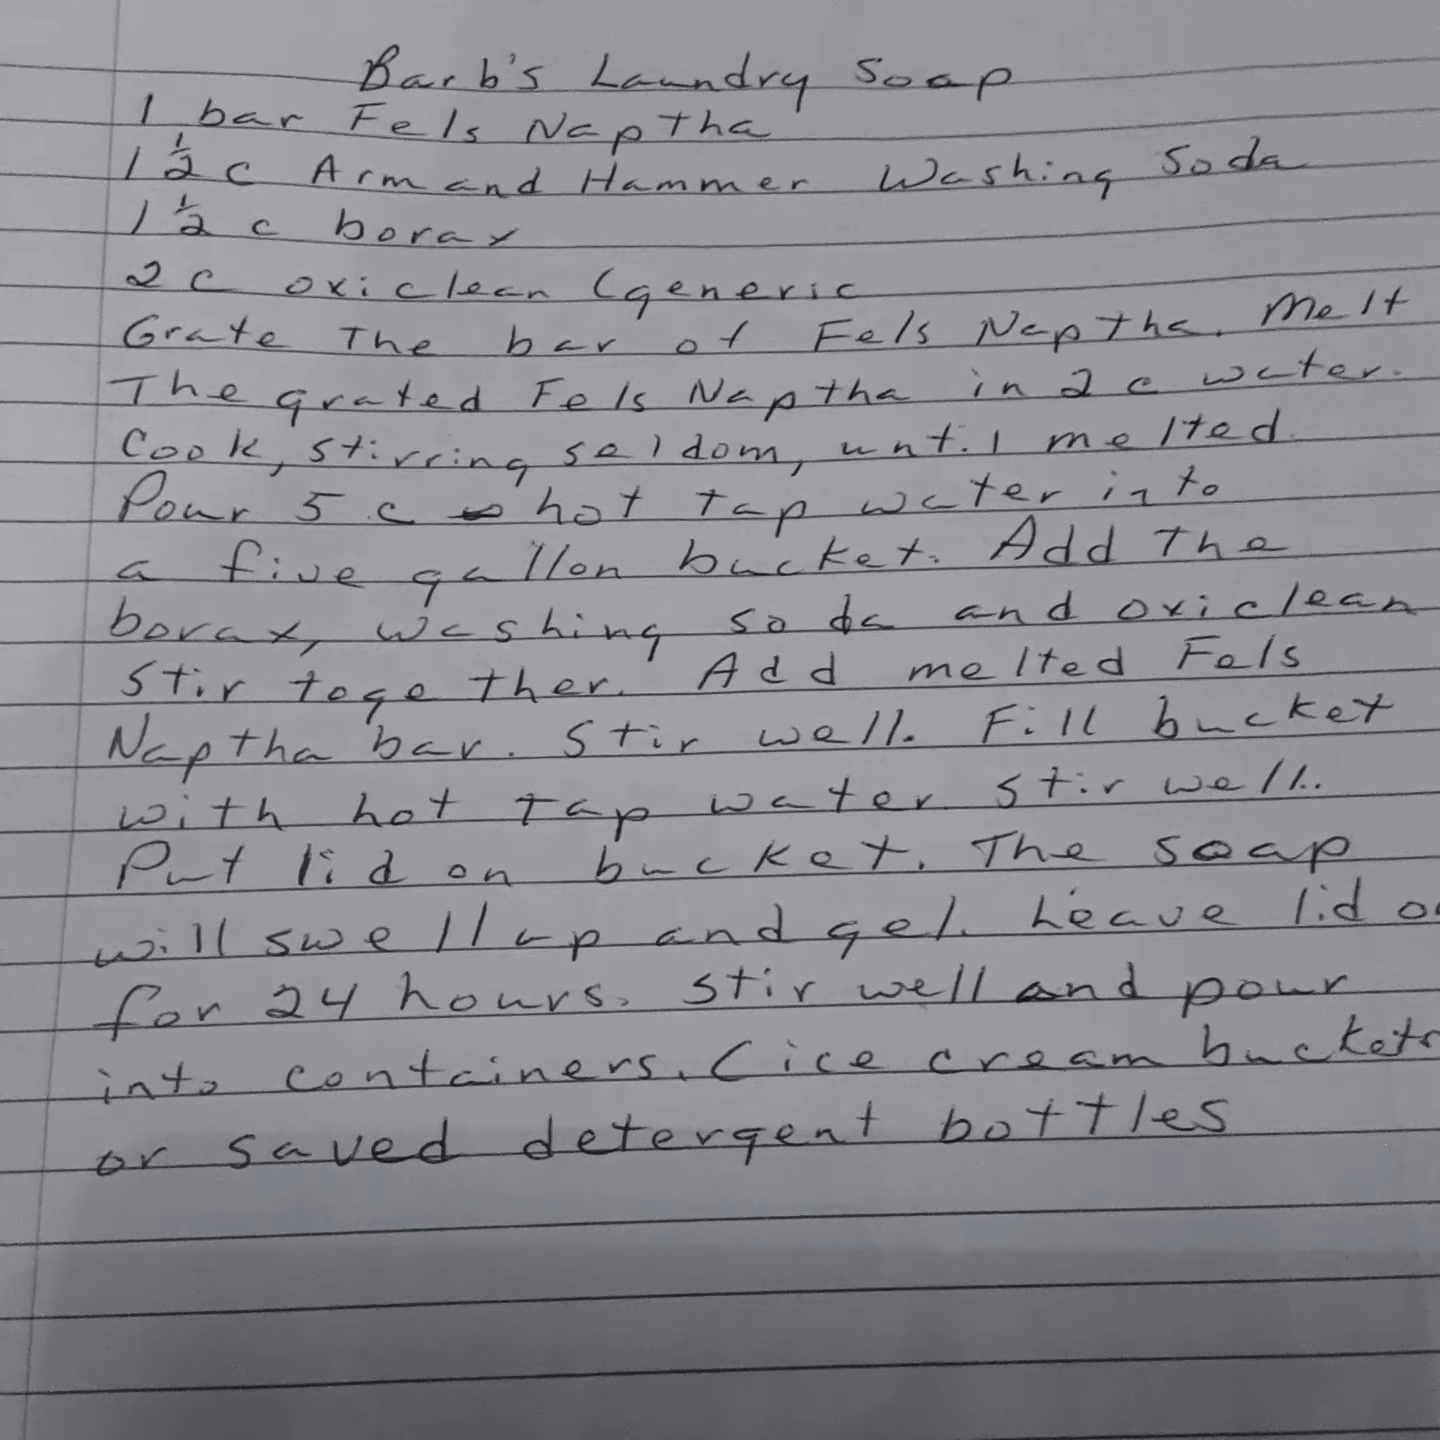 Barb's Laundry Soap
1 bar Fels Naptha
1 1/2 c Arm and Hammer Washing Soda
1 1/2 c borax
2 c oxiclean (generic
Grate The bar of Fels Naptha. Melt
The grated Fels Naptha in 2 c water.
Cook, stirring seldom, until melted.
Pour 5 c hot tap water into
a five gallon bucket. Add The
borax, washing soda and oxiclean
Stir together. Add melted Fels
Naptha bar. Stir well. Fill bucket
with hot tap water. Stir well.
Put lid on bucket. The soap
will swell up and gel. Leave lid o
for 24 hours. Stir well and pour
into containers. (ice cream buckets
or saved detergent bottles